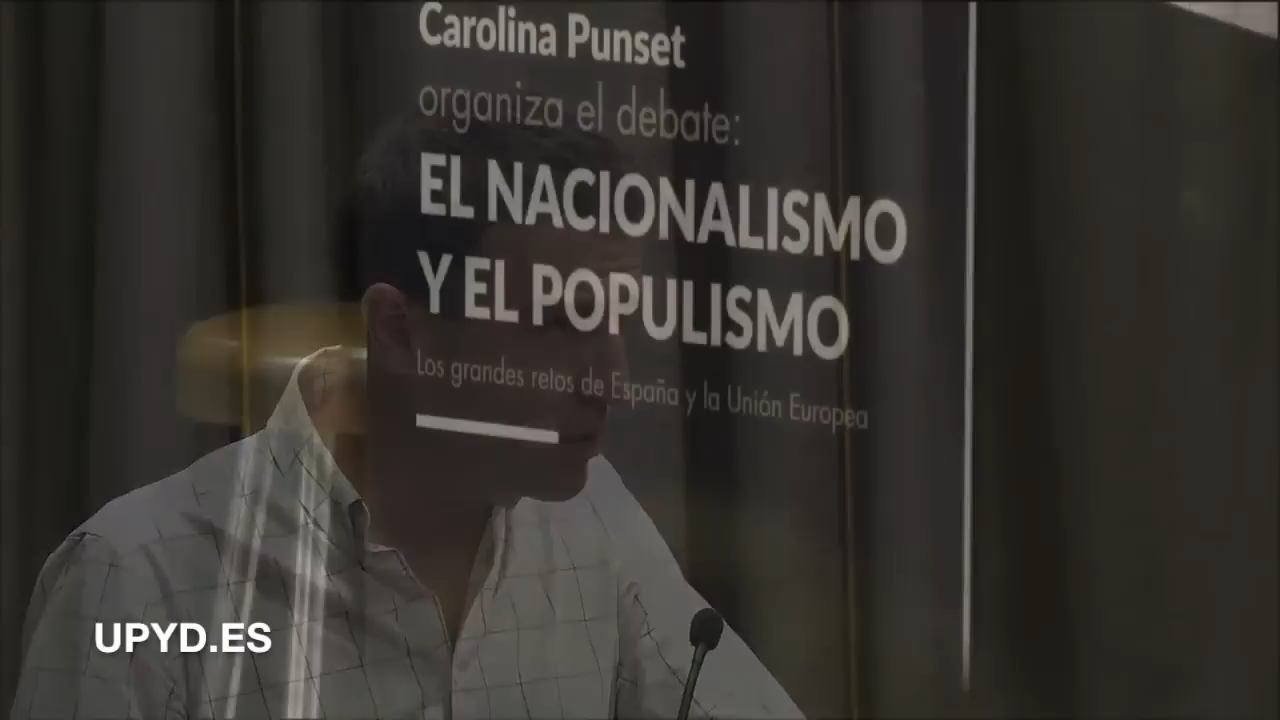 Carolina Punset
organiza el debate:
EL NACIONALISMO
Y EL POPULISMO
Los grandes retos de España y la Unión Europea
UPYD.ES